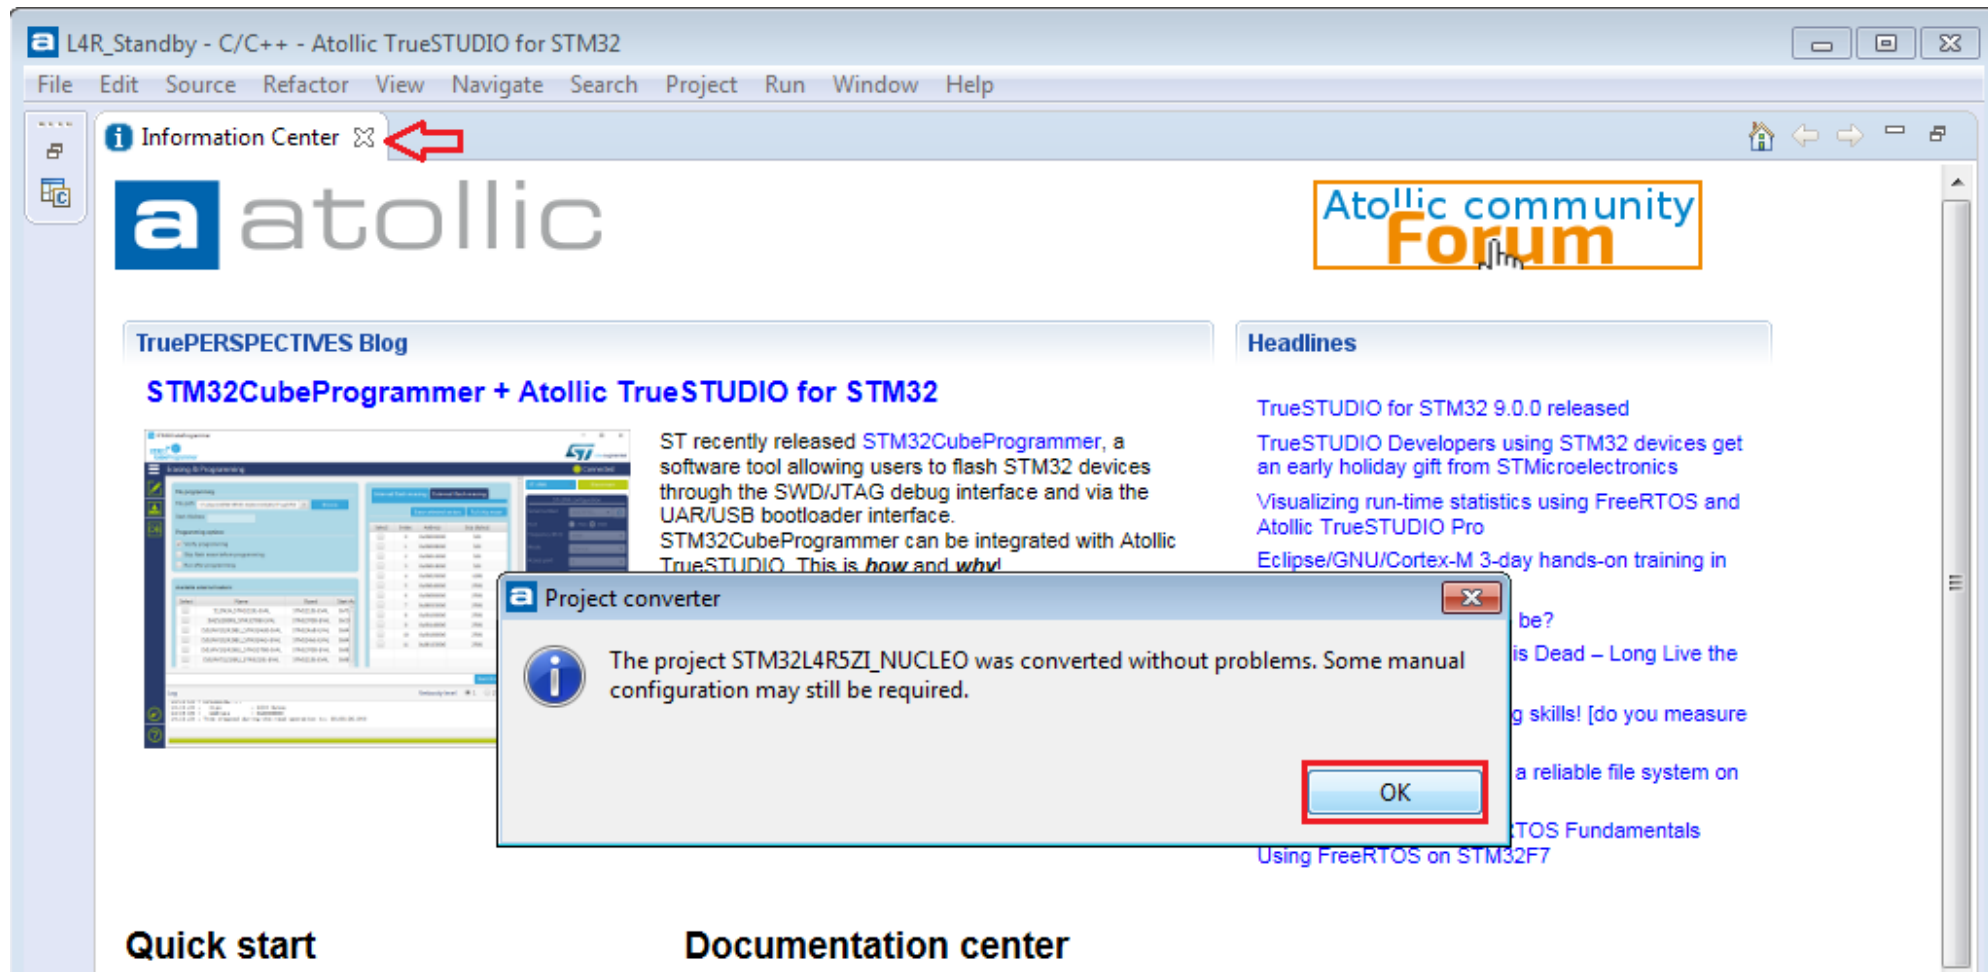 L4R_Standby - C/C++ - Atollic TrueSTUDIO for STM32
File Edit Source Refactor View Navigate Search Project Run Window Help
Information Center
a atollic
Atollic community
Forum
TruePERSPECTIVES Blog
STM32CubeProgrammer + Atollic TrueSTUDIO for STM32
ST recently released STM32CubeProgrammer, a
software tool allowing users to flash STM32 devices
through the SWD/JTAG debug interface and via the
UAR/USB bootloader interface.
STM32CubeProgrammer can be integrated with Atollic
TrueSTUDIO. This is how and why!
Headlines
TrueSTUDIO for STM32 9.0.0 released
TrueSTUDIO Developers using STM32 devices get
an early holiday gift from STMicroelectronics
Visualizing run-time statistics using FreeRTOS and
Atollic TrueSTUDIO Pro
Eclipse/GNU/Cortex-M 3-day hands-on training in
be?
is Dead – Long Live the
g skills! [do you measure
a reliable file system on
TOS Fundamentals
Using FreeRTOS on STM32F7
Project converter
The project STM32L4R5ZI_NUCLEO was converted without problems. Some manual
configuration may still be required.
OK
Quick start
Documentation center